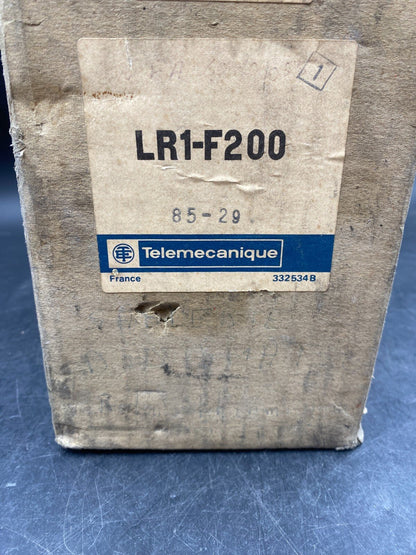 1
LR1-F200
85-29
Telemecanique
France 332534B